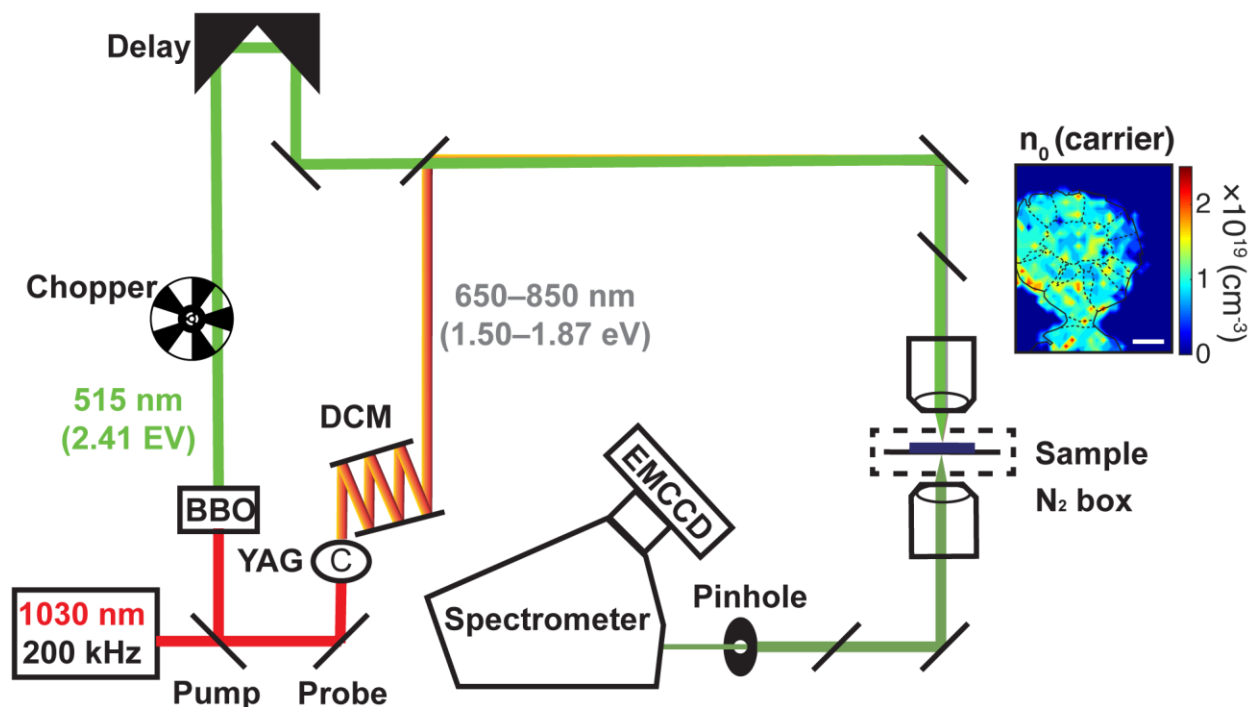 Delay
n₀ (carrier)
2
1
0
×10¹⁹ (cm⁻³)
Chopper
650–850 nm
(1.50–1.87 eV)
515 nm
(2.41 EV)
DCM
EMCCD
Sample
N₂ box
BBO
YAG
C
Pinhole
Spectrometer
1030 nm
200 kHz
Pump
Probe